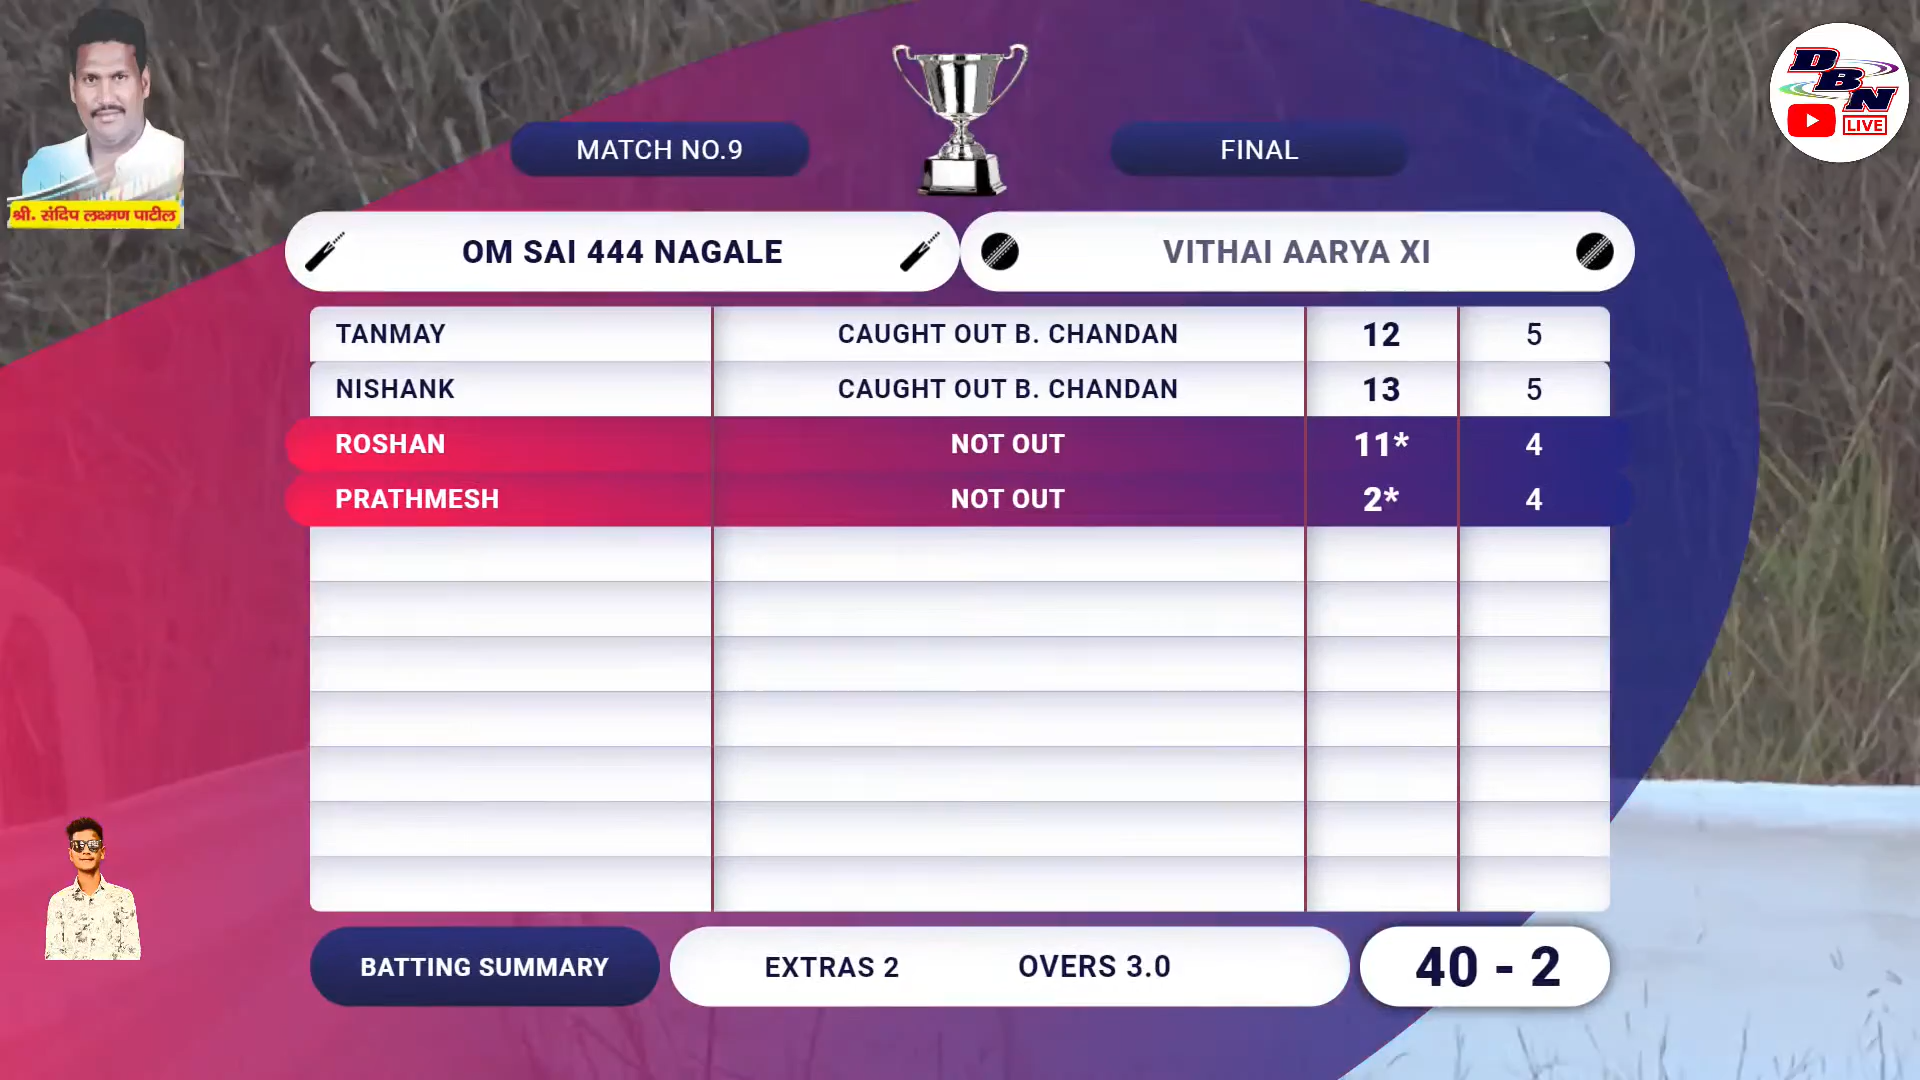 श्री. संदिप लक्ष्मण पाटील
DBN
LIVE
MATCH NO.9
FINAL
OM SAI 444 NAGALE
VITHAI AARYA XI
TANMAY CAUGHT OUT B. CHANDAN 12 5
NISHANK CAUGHT OUT B. CHANDAN 13 5
ROSHAN NOT OUT 11* 4
PRATHMESH NOT OUT 2* 4
BATTING SUMMARY
EXTRAS 2 OVERS 3.0
40 - 2